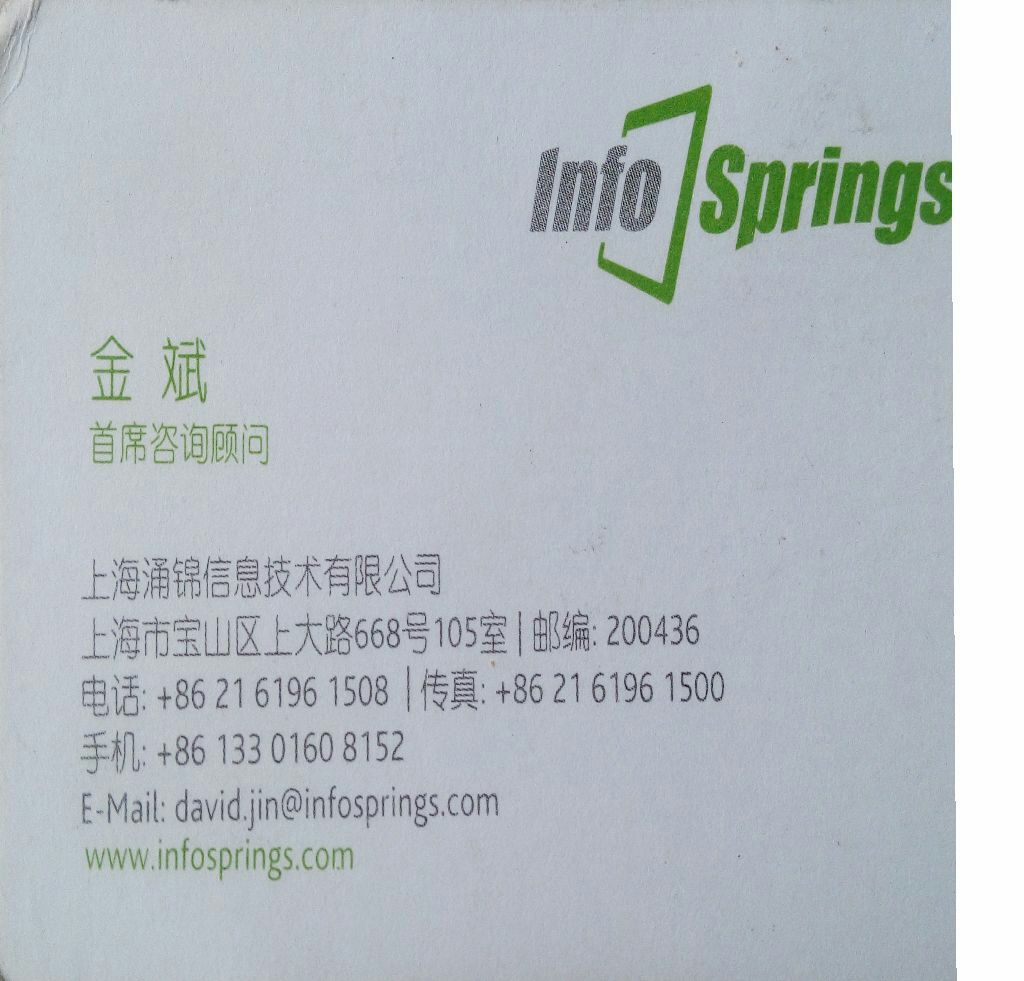 Info Springs
金 斌
首席咨询顾问
上海涌锦信息技术有限公司
上海市宝山区上大路668号105室 | 邮编: 200436
电话: +86 21 6196 1508 | 传真: +86 21 6196 1500
手机: +86 133 0160 8152
E-Mail: david.jin@infosprings.com
www.infosprings.com